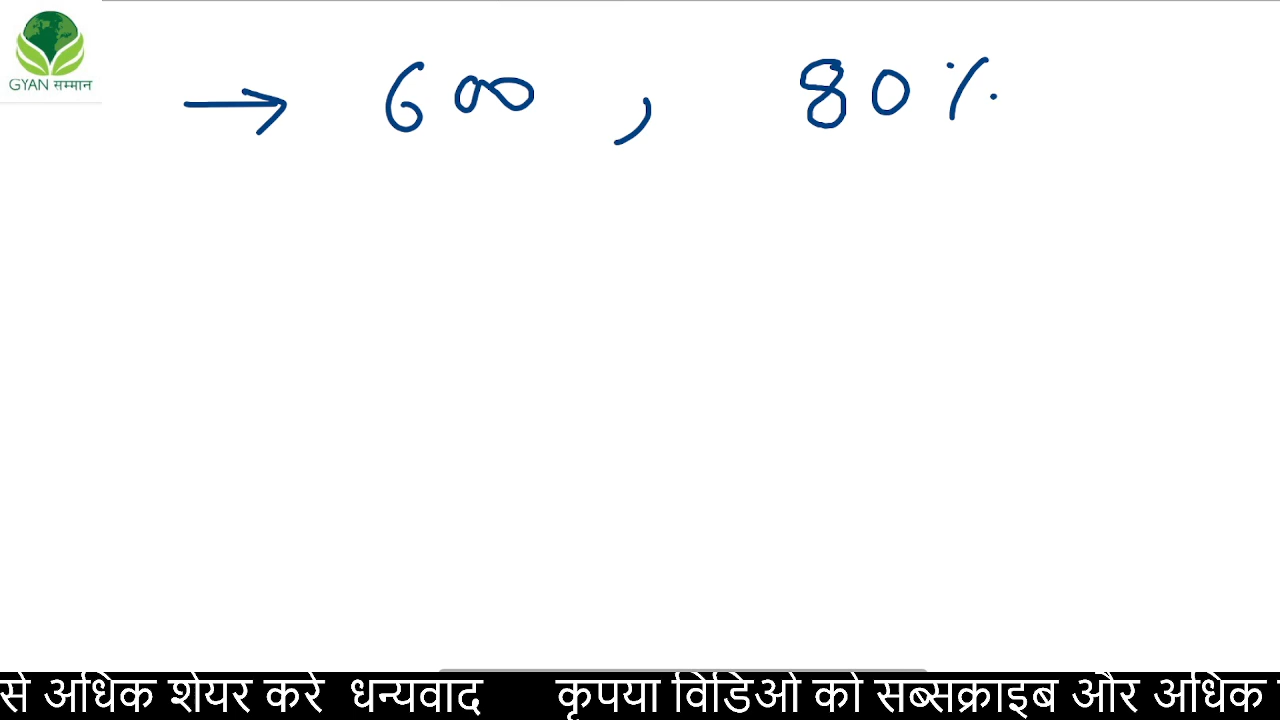 GYAN सम्मान
→ 600 , 80%
से अधिक शेयर करे धन्यवाद कृपया विडिओ को सब्सक्राइब और अधिक